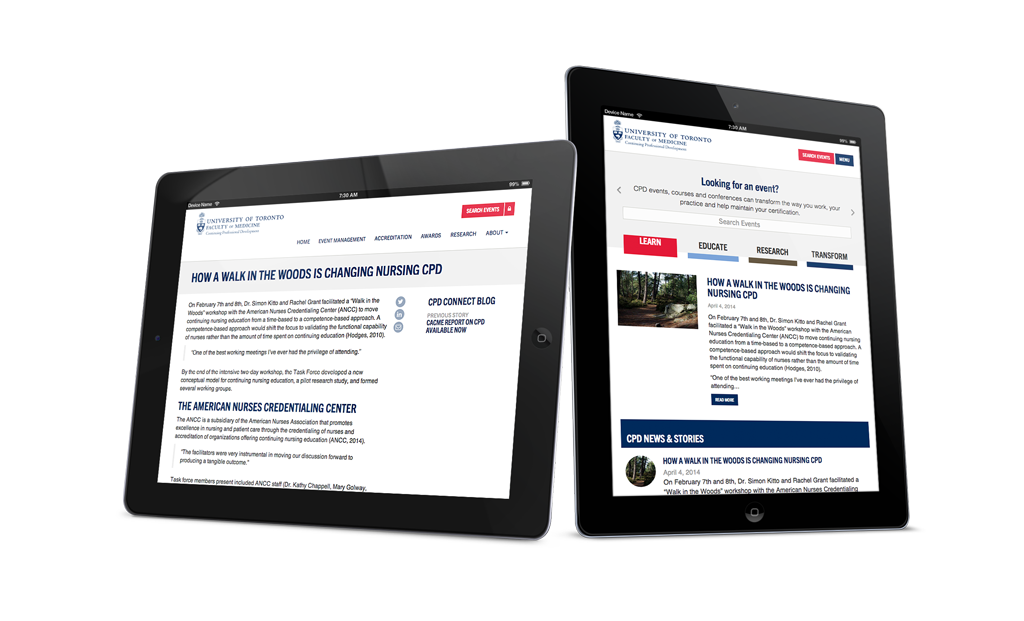 Device Name
7:30 AM
99%
UNIVERSITY OF TORONTO
FACULTY OF MEDICINE
Continuing Professional Development
SEARCH EVENTS
HOME EVENT MANAGEMENT ACCREDITATION AWARDS RESEARCH ABOUT
HOW A WALK IN THE WOODS IS CHANGING NURSING CPD
On February 7th and 8th, Dr. Simon Kitto and Rachel Grant facilitated a "Walk in the
Woods" workshop with the American Nurses Credentialing Center (ANCC) to move
continuing nursing education from a time-based to a competence-based approach. A
competence-based approach would shift the focus to validating the functional capability
of nurses rather than the amount of time spent on continuing education (Hodges, 2010).
"One of the best working meetings I've ever had the privilege of attending."
By the end of the intensive two day workshop, the Task Force developed a now
conceptual model for continuing nursing education, a pilot research study, and formed
several working groups.
THE AMERICAN NURSES CREDENTIALING CENTER
The ANCC is a subsidiary of the American Nurses Association that promotes
excellence in nursing and patient care through the credentialing of nurses and
accreditation of organizations offering continuing nursing education (ANCC, 2014).
"The facilitators were very instrumental in moving our discussion forward to
producing a tangible outcome."
Task force members present included ANCC staff (Dr. Kathy Chappell, Mary Golway,
in
CPD CONNECT BLOG
PREVIOUS STORY:
CACME REPORT ON CPD
AVAILABLE NOW
Device Name
7:30 AM
99%
UNIVERSITY OF TORONTO
FACULTY OF MEDICINE
Continuing Professional Development
SEARCH EVENTS
MENU
Looking for an event?
CPD events, courses and conferences can transform the way you work, your
practice and help maintain your certification.
Search Events
LEARN EDUCATE RESEARCH TRANSFORM
HOW A WALK IN THE WOODS IS CHANGING
NURSING CPD
April 4, 2014
On February 7th and 8th, Dr. Simon Kitto and Rachel Grant
facilitated a "Walk in the Woods" workshop with the American
Nurses Credentialing Center (ANCC) to move continuing nursing
education from a time-based to a competence-based approach. A
competence-based approach would shift the focus to validating
the functional capability of nurses rather than the amount of time
spent on continuing education (Hodges, 2010).
"One of the best working meetings I've ever had the privilege of
attending...
READ MORE
CPD NEWS & STORIES
HOW A WALK IN THE WOODS IS CHANGING NURSING CPD
April 4, 2014
On February 7th and 8th, Dr. Simon Kitto and Rachel Grant facilitated a
"Walk in the Woods" workshop with the American Nurses Credentialing